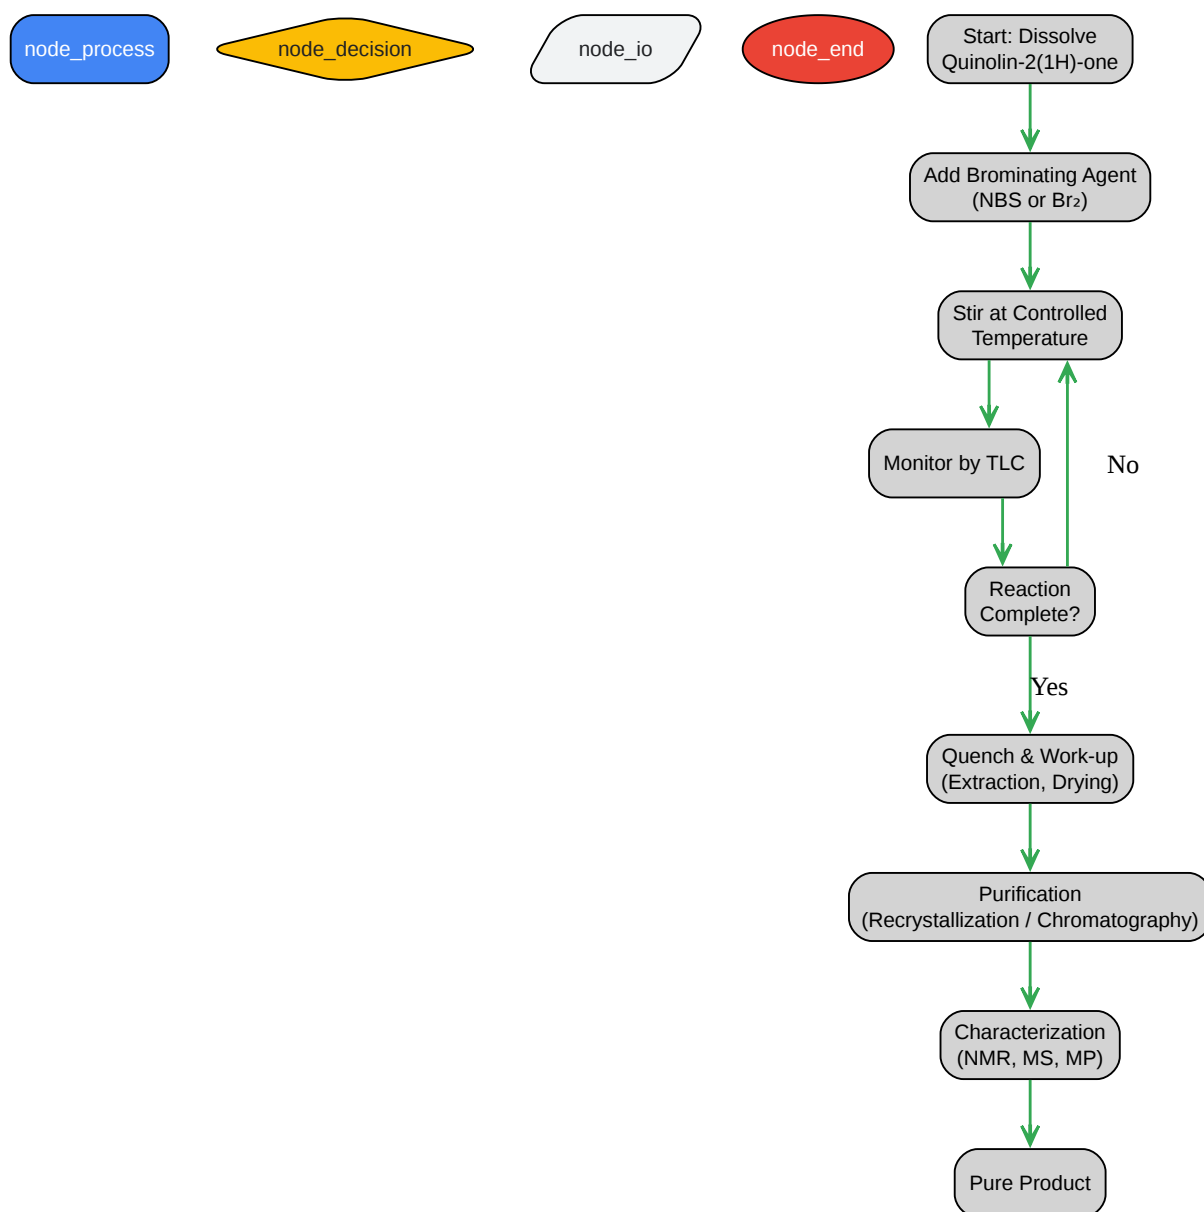 node_process
node_decision
node_io
node_end
Start: Dissolve
Quinolin-2(1H)-one
Add Brominating Agent
(NBS or Br₂)
Stir at Controlled
Temperature
Monitor by TLC
No
Reaction
Complete?
Yes
Quench & Work-up
(Extraction, Drying)
Purification
(Recrystallization / Chromatography)
Characterization
(NMR, MS, MP)
Pure Product